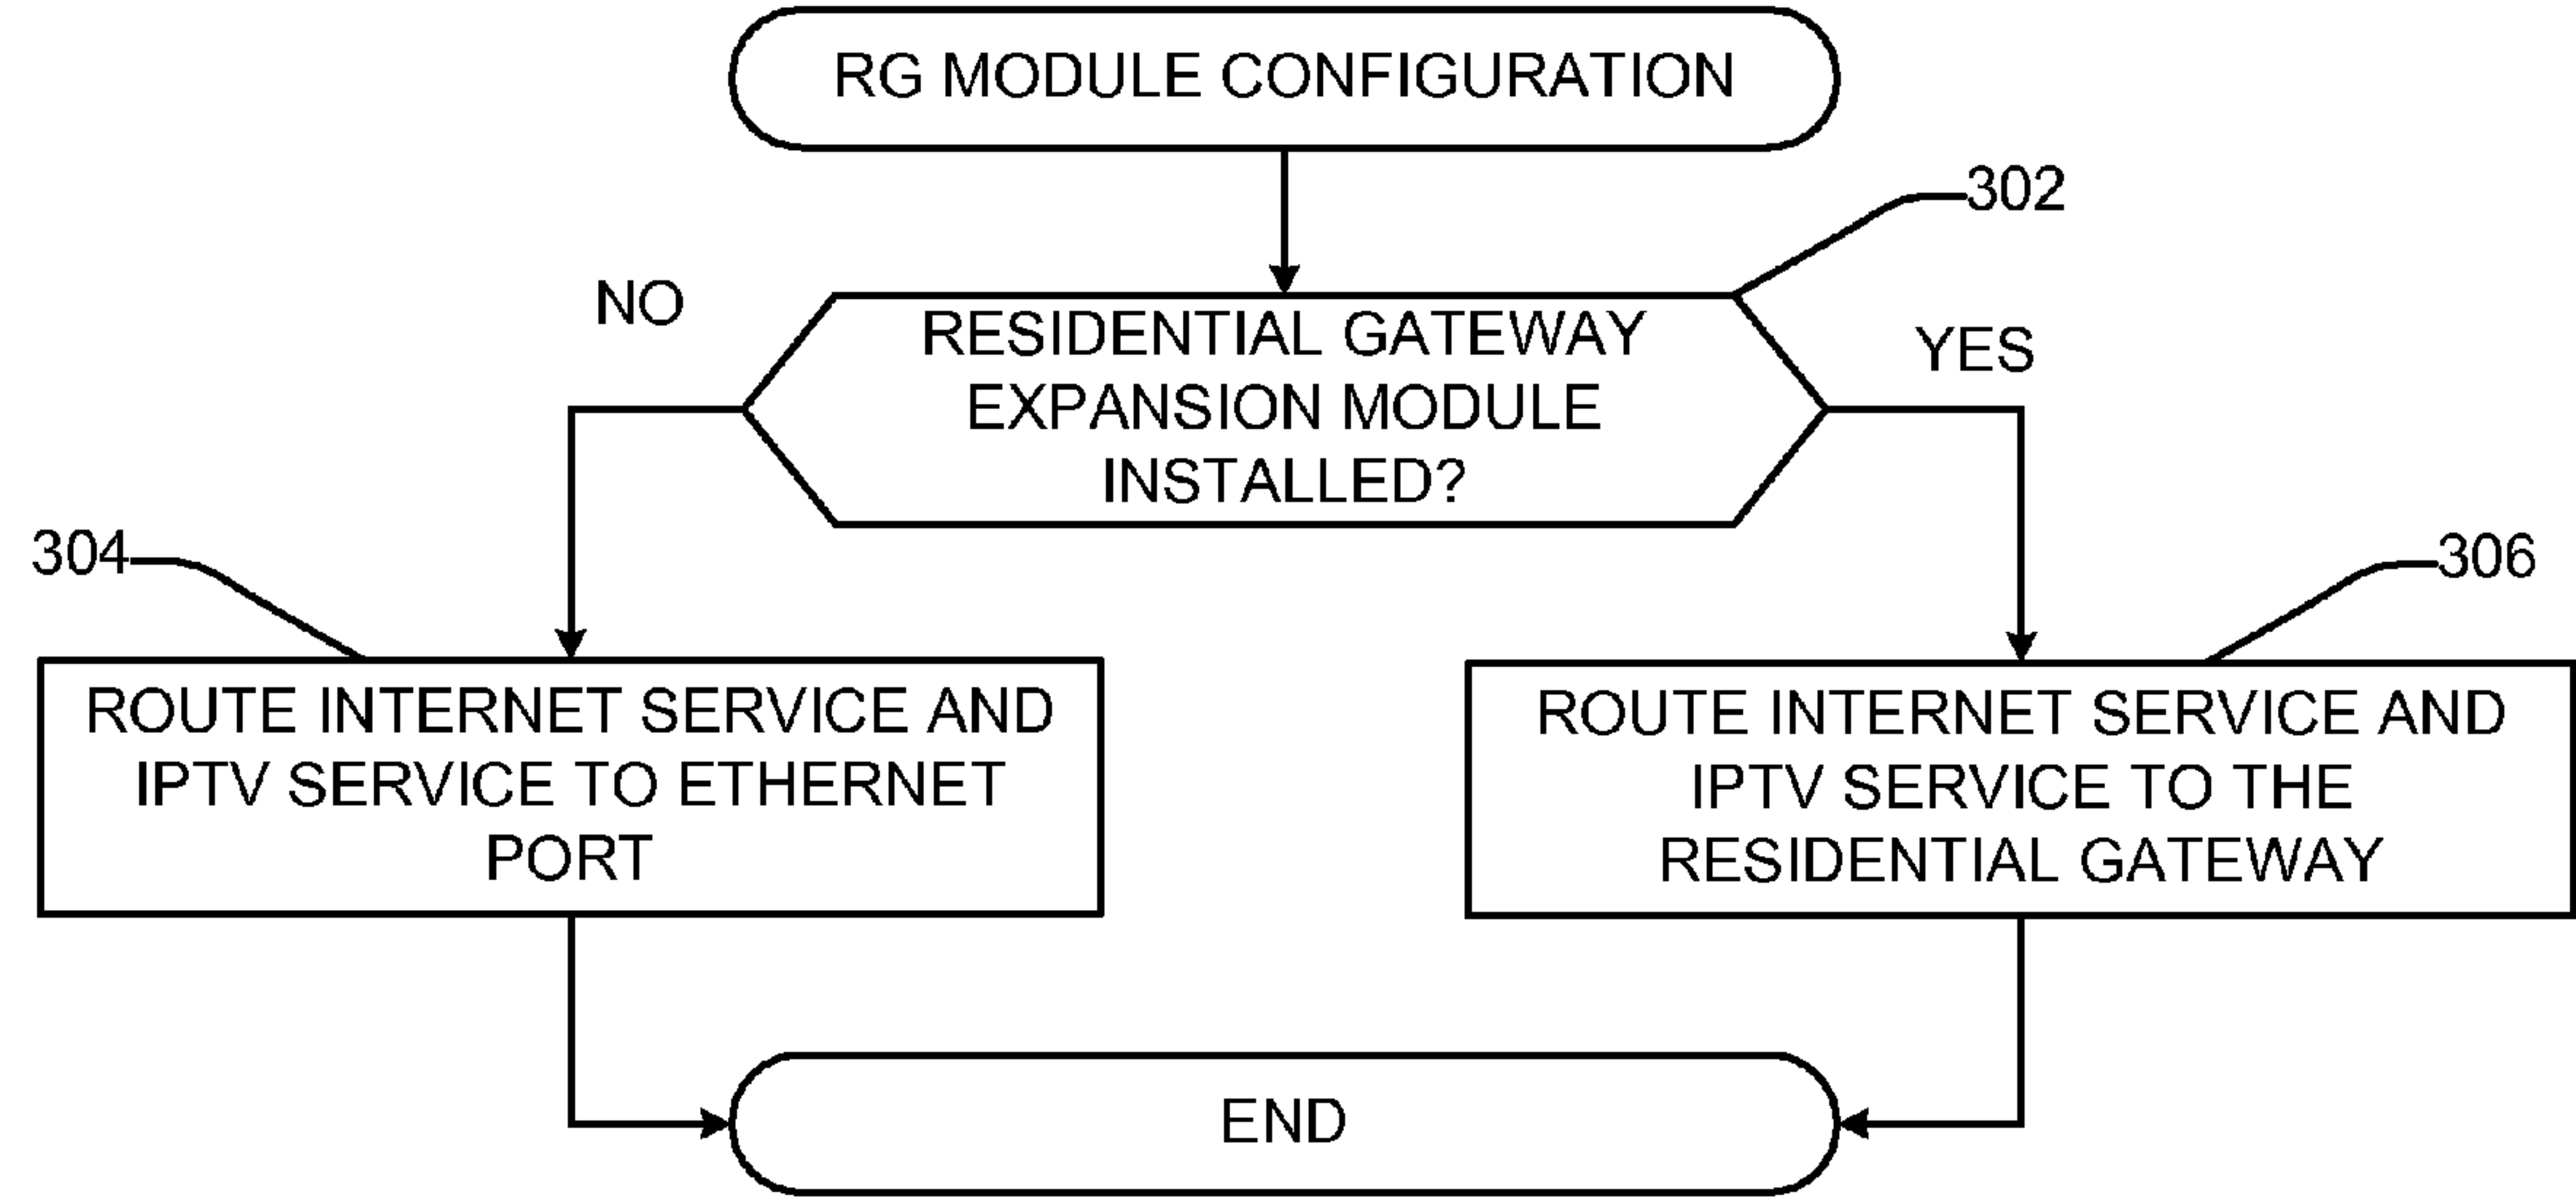 RG MODULE CONFIGURATION
302
NO
RESIDENTIAL GATEWAY
EXPANSION MODULE
INSTALLED?
YES
304
306
ROUTE INTERNET SERVICE AND
IPTV SERVICE TO ETHERNET
PORT
ROUTE INTERNET SERVICE AND
IPTV SERVICE TO THE
RESIDENTIAL GATEWAY
END